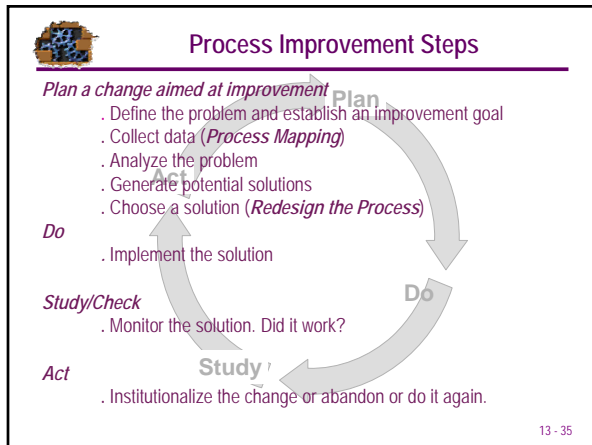 Process Improvement Steps
Plan a change aimed at improvement
Plan
. Define the problem and establish an improvement goal
. Collect data (Process Mapping)
. Analyze the problem
Act
. Generate potential solutions
. Choose a solution (Redesign the Process)
Do
. Implement the solution
Do
Study/Check
. Monitor the solution. Did it work?
Study
Act
. Institutionalize the change or abandon or do it again.
13 - 35